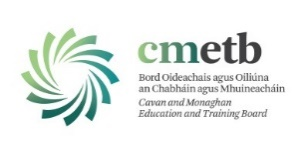 cmetb
Bord Oideachais agus Oiliúna
an Chabháin agus Mhuineacháin
Cavan and Monaghan
Education and Training Board